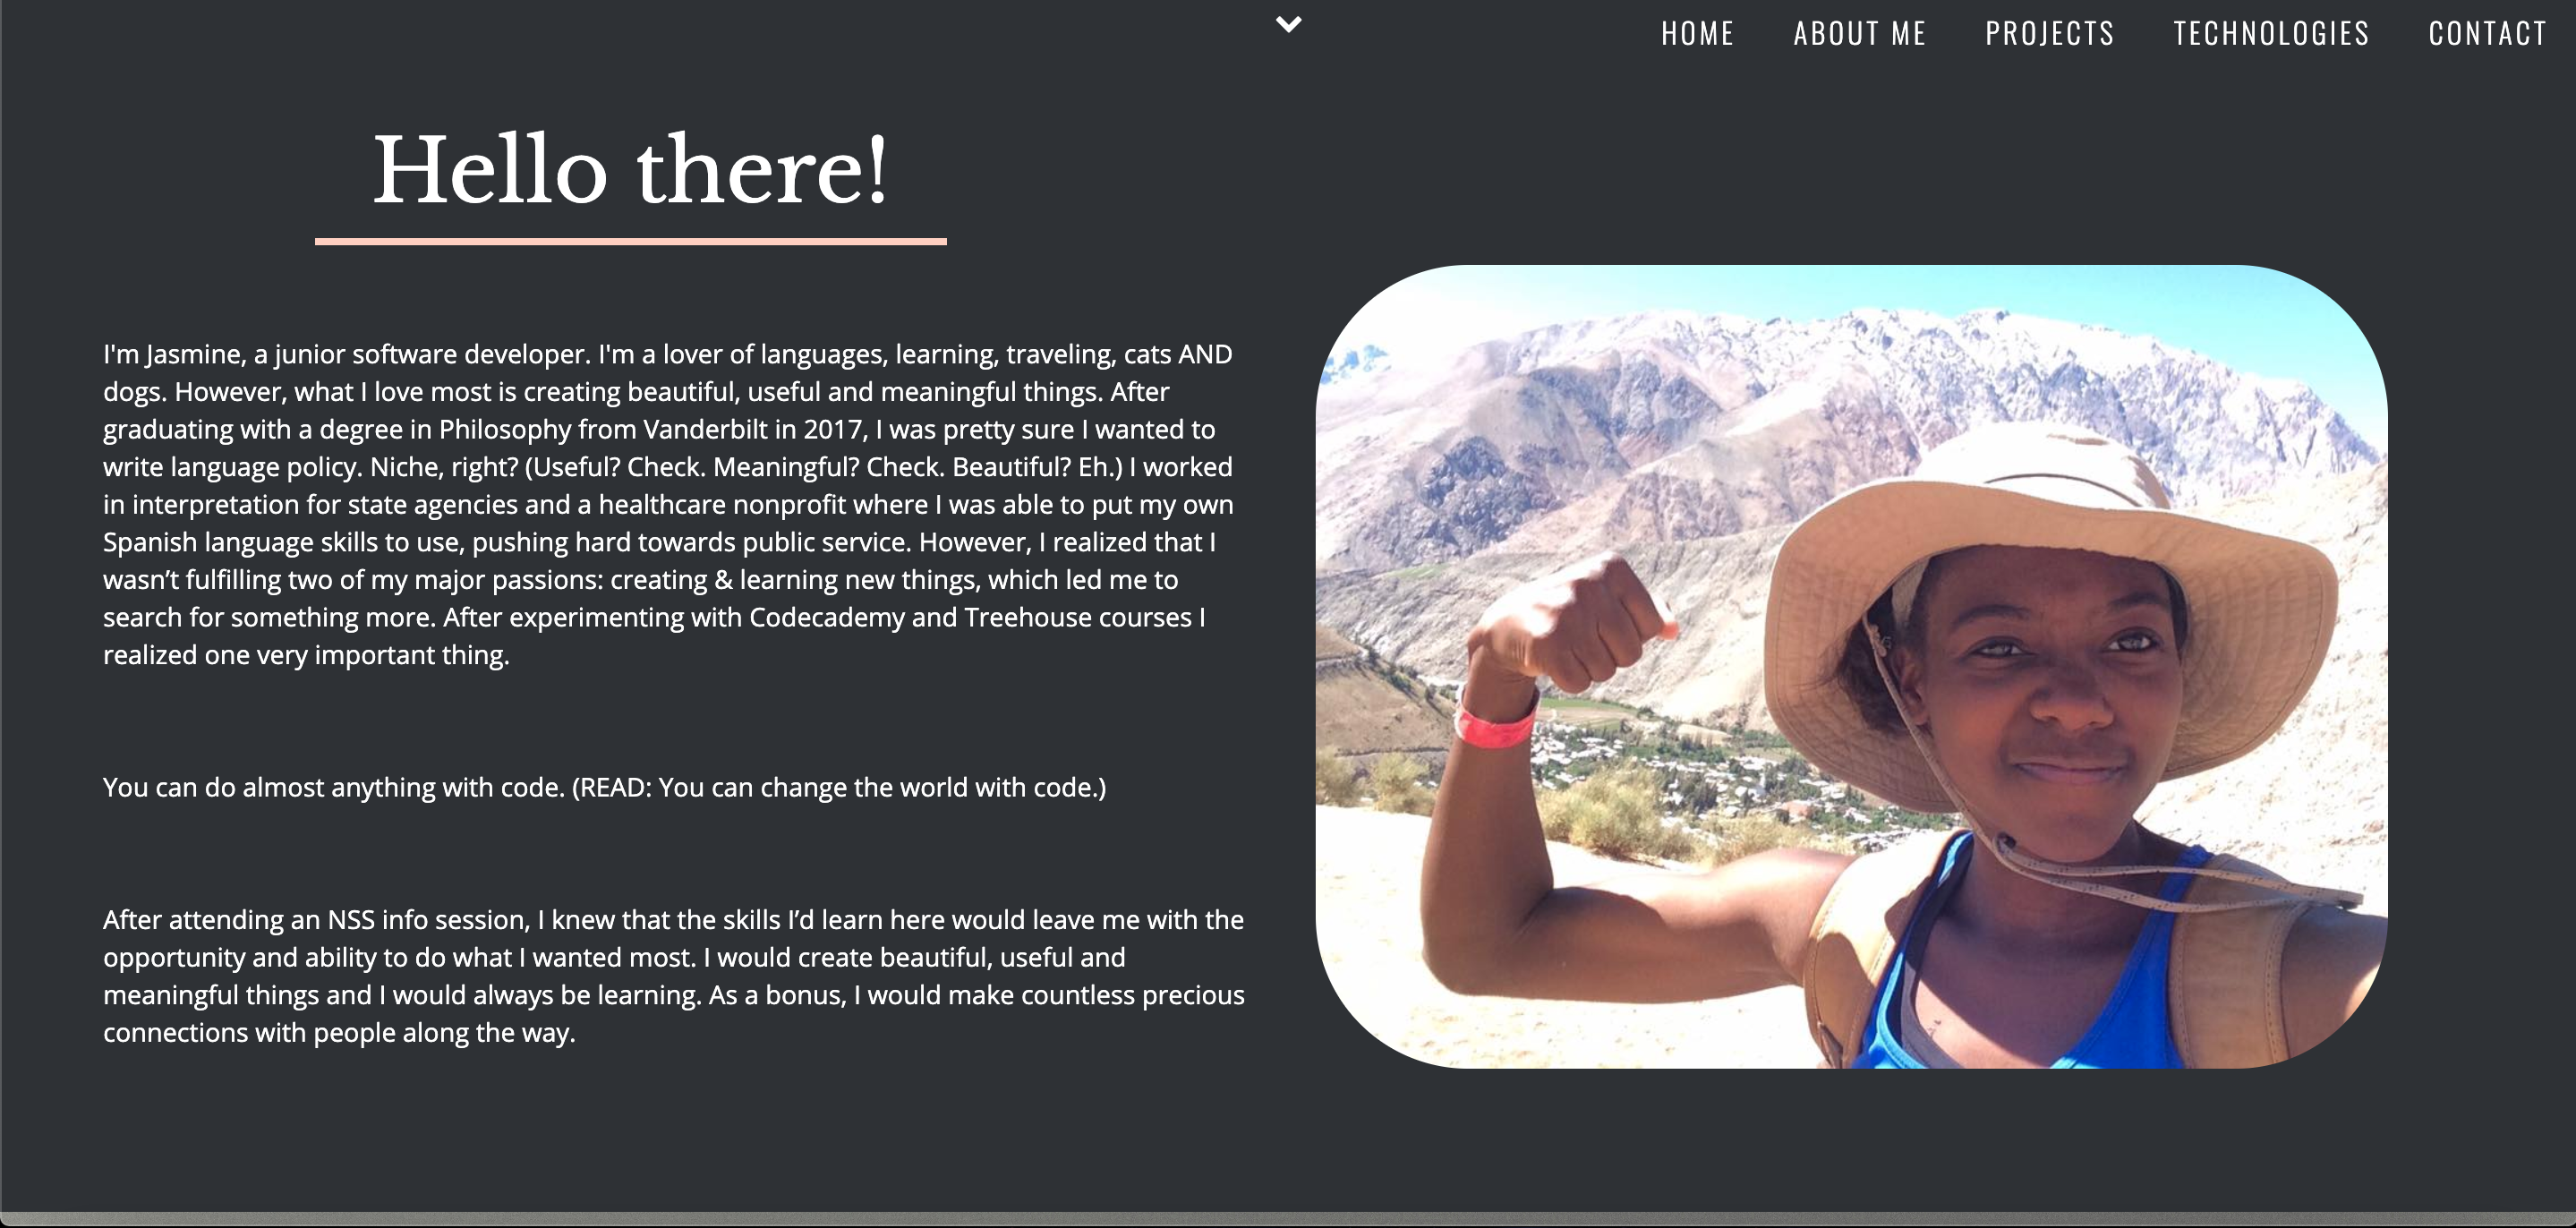 HOME ABOUT ME PROJECTS TECHNOLOGIES CONTACT
Hello there!
I'm Jasmine, a junior software developer. I'm a lover of languages, learning, traveling, cats AND
dogs. However, what I love most is creating beautiful, useful and meaningful things. After
graduating with a degree in Philosophy from Vanderbilt in 2017, I was pretty sure I wanted to
write language policy. Niche, right? (Useful? Check. Meaningful? Check. Beautiful? Eh.) I worked
in interpretation for state agencies and a healthcare nonprofit where I was able to put my own
Spanish language skills to use, pushing hard towards public service. However, I realized that I
wasn’t fulfilling two of my major passions: creating & learning new things, which led me to
search for something more. After experimenting with Codecademy and Treehouse courses I
realized one very important thing.
You can do almost anything with code. (READ: You can change the world with code.)
After attending an NSS info session, I knew that the skills I’d learn here would leave me with the
opportunity and ability to do what I wanted most. I would create beautiful, useful and
meaningful things and I would always be learning. As a bonus, I would make countless precious
connections with people along the way.